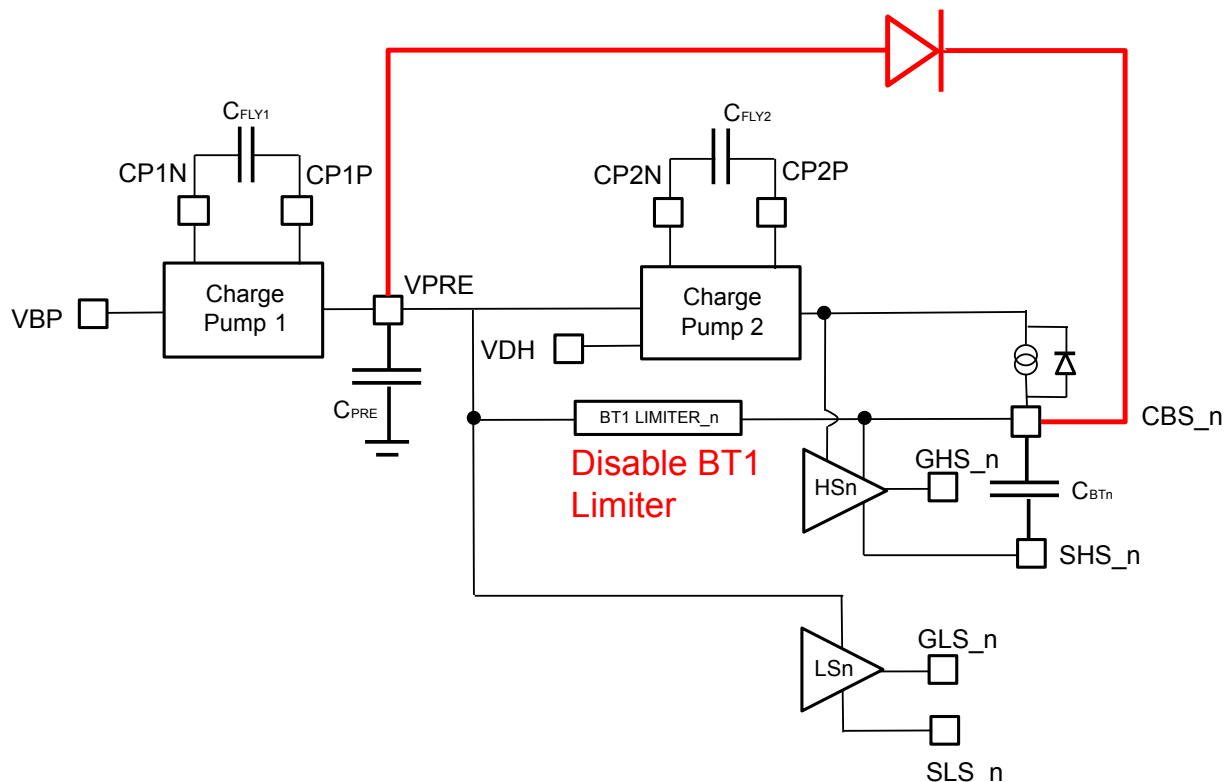 CFLY1
CFLY2
CP1N
CP1P
CP2N
CP2P
VPRE
Charge
Pump 1
Charge
Pump 2
VBP
VDH
CPRE
BT1 LIMITER_n
CBS_n
Disable BT1
Limiter
GHS_n
HSn
CBTn
SHS_n
GLS_n
LSn
SLS_n